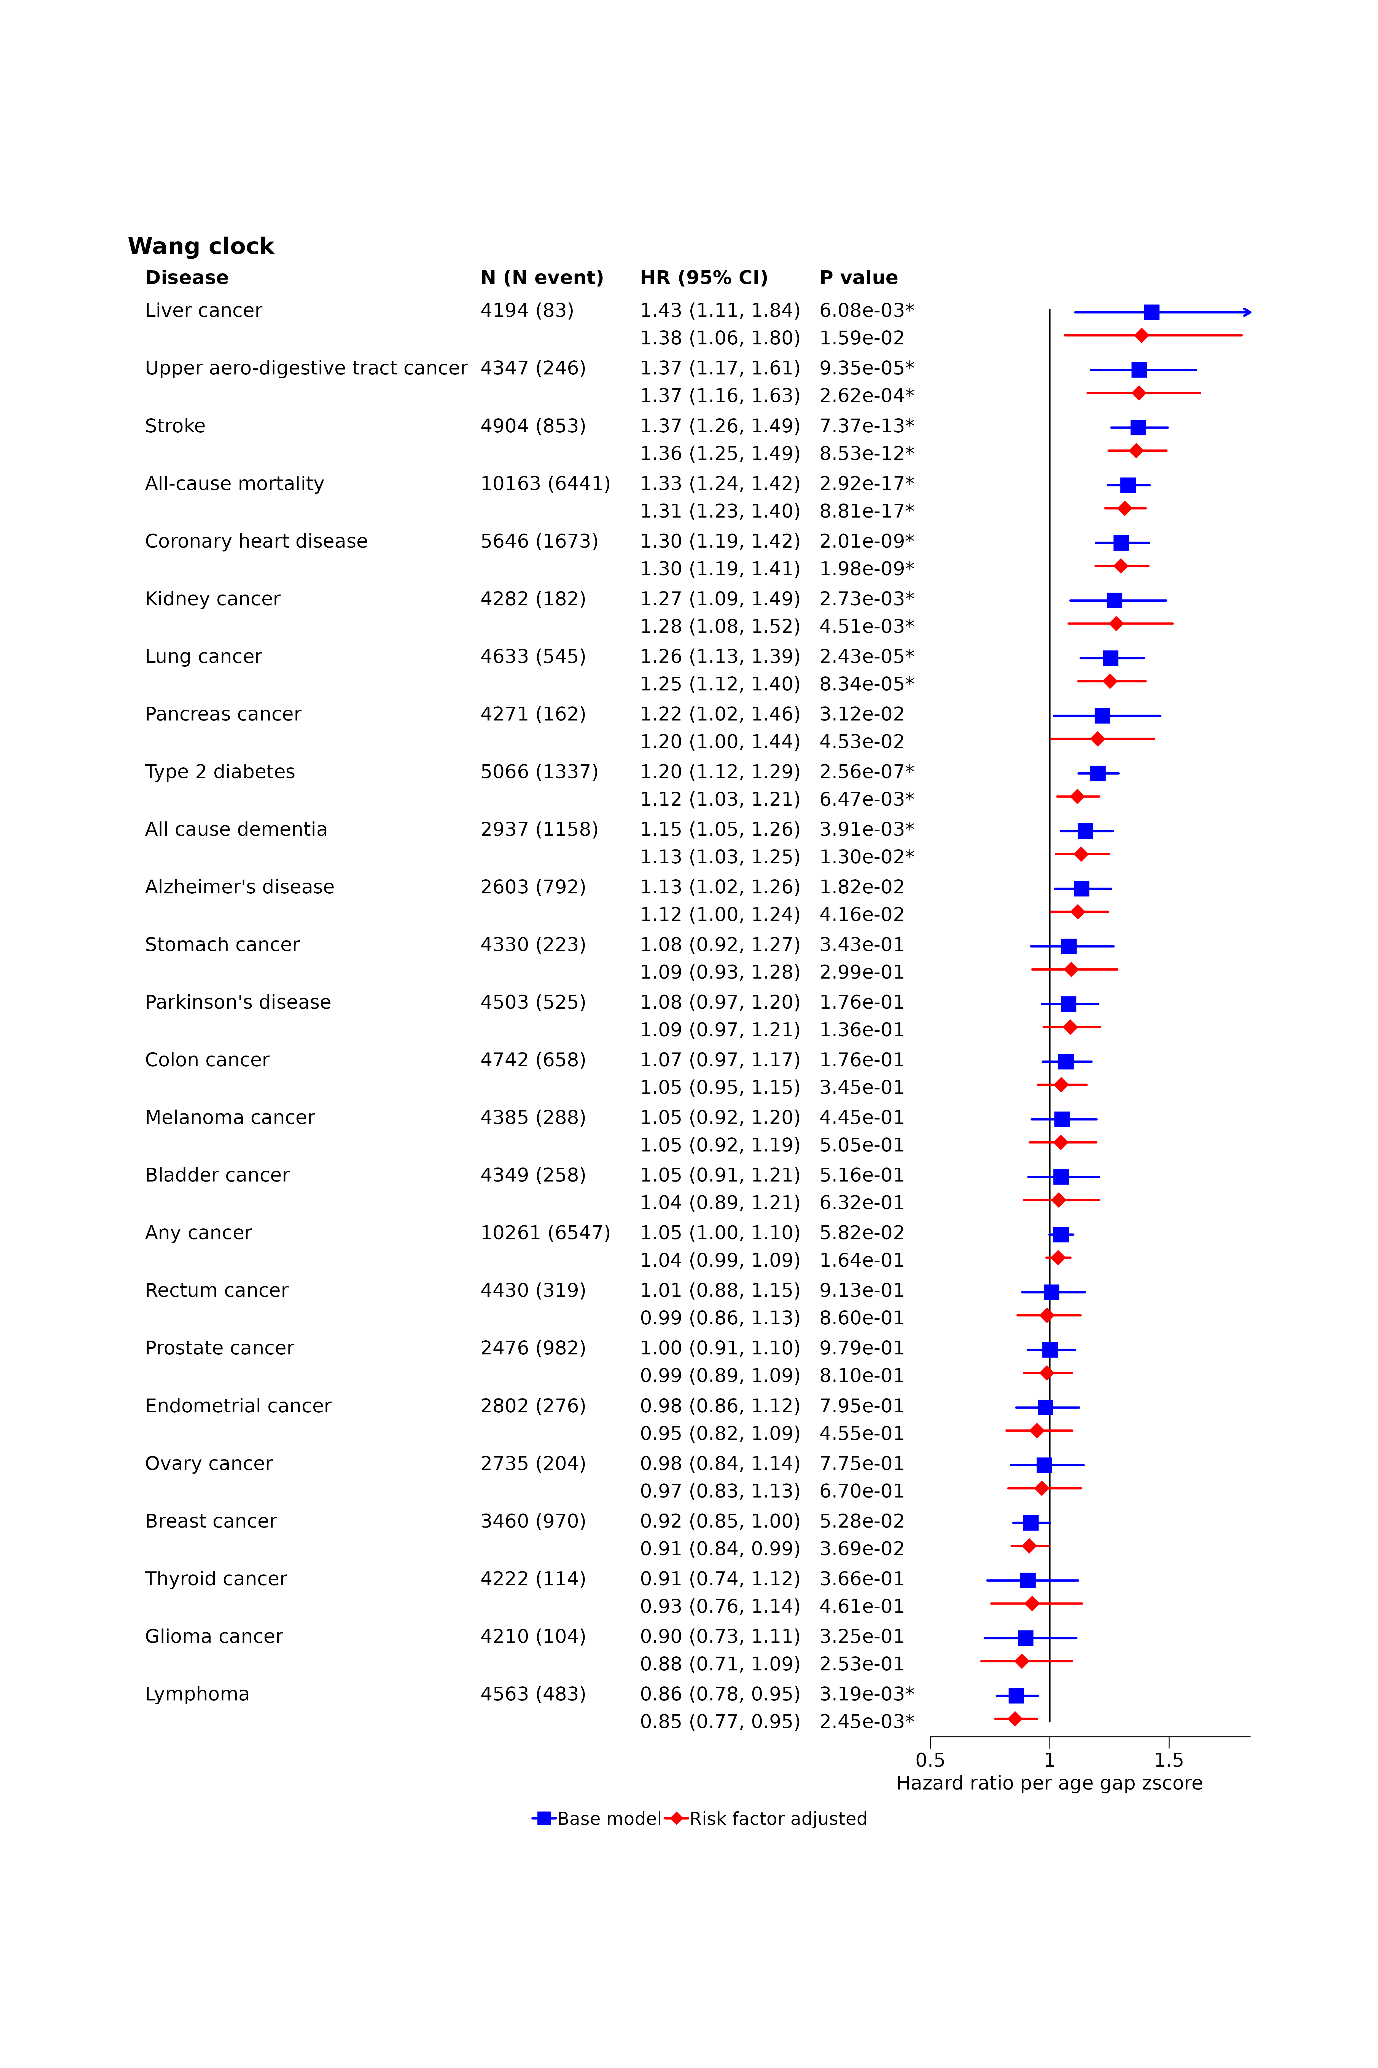 Wang clock
Disease N (N event) HR (95% CI) P value
Liver cancer 4194 (83) 1.43 (1.11, 1.84) 6.08e-03*
1.38 (1.06, 1.80) 1.59e-02
Upper aero-digestive tract cancer 4347 (246) 1.37 (1.17, 1.61) 9.35e-05*
1.37 (1.16, 1.63) 2.62e-04*
Stroke 4904 (853) 1.37 (1.26, 1.49) 7.37e-13*
1.36 (1.25, 1.49) 8.53e-12*
All-cause mortality 10163 (6441) 1.33 (1.24, 1.42) 2.92e-17*
1.31 (1.23, 1.40) 8.81e-17*
Coronary heart disease 5646 (1673) 1.30 (1.19, 1.42) 2.01e-09*
1.30 (1.19, 1.41) 1.98e-09*
Kidney cancer 4282 (182) 1.27 (1.09, 1.49) 2.73e-03*
1.28 (1.08, 1.52) 4.51e-03*
Lung cancer 4633 (545) 1.26 (1.13, 1.39) 2.43e-05*
1.25 (1.12, 1.40) 8.34e-05*
Pancreas cancer 4271 (162) 1.22 (1.02, 1.46) 3.12e-02
1.20 (1.00, 1.44) 4.53e-02
Type 2 diabetes 5066 (1337) 1.20 (1.12, 1.29) 2.56e-07*
1.12 (1.03, 1.21) 6.47e-03*
All cause dementia 2937 (1158) 1.15 (1.05, 1.26) 3.91e-03*
1.13 (1.03, 1.25) 1.30e-02*
Alzheimer's disease 2603 (792) 1.13 (1.02, 1.26) 1.82e-02
1.12 (1.00, 1.24) 4.16e-02
Stomach cancer 4330 (223) 1.08 (0.92, 1.27) 3.43e-01
1.09 (0.93, 1.28) 2.99e-01
Parkinson's disease 4503 (525) 1.08 (0.97, 1.20) 1.76e-01
1.09 (0.97, 1.21) 1.36e-01
Colon cancer 4742 (658) 1.07 (0.97, 1.17) 1.76e-01
1.05 (0.95, 1.15) 3.45e-01
Melanoma cancer 4385 (288) 1.05 (0.92, 1.20) 4.45e-01
1.05 (0.92, 1.19) 5.05e-01
Bladder cancer 4349 (258) 1.05 (0.91, 1.21) 5.16e-01
1.04 (0.89, 1.21) 6.32e-01
Any cancer 10261 (6547) 1.05 (1.00, 1.10) 5.82e-02
1.04 (0.99, 1.09) 1.64e-01
Rectum cancer 4430 (319) 1.01 (0.88, 1.15) 9.13e-01
0.99 (0.86, 1.13) 8.60e-01
Prostate cancer 2476 (982) 1.00 (0.91, 1.10) 9.79e-01
0.99 (0.89, 1.09) 8.10e-01
Endometrial cancer 2802 (276) 0.98 (0.86, 1.12) 7.95e-01
0.95 (0.82, 1.09) 4.55e-01
Ovary cancer 2735 (204) 0.98 (0.84, 1.14) 7.75e-01
0.97 (0.83, 1.13) 6.70e-01
Breast cancer 3460 (970) 0.92 (0.85, 1.00) 5.28e-02
0.91 (0.84, 0.99) 3.69e-02
Thyroid cancer 4222 (114) 0.91 (0.74, 1.12) 3.66e-01
0.93 (0.76, 1.14) 4.61e-01
Glioma cancer 4210 (104) 0.90 (0.73, 1.11) 3.25e-01
0.88 (0.71, 1.09) 2.53e-01
Lymphoma 4563 (483) 0.86 (0.78, 0.95) 3.19e-03*
0.85 (0.77, 0.95) 2.45e-03*
0.5 1 1.5
Hazard ratio per age gap zscore
Base model Risk factor adjusted